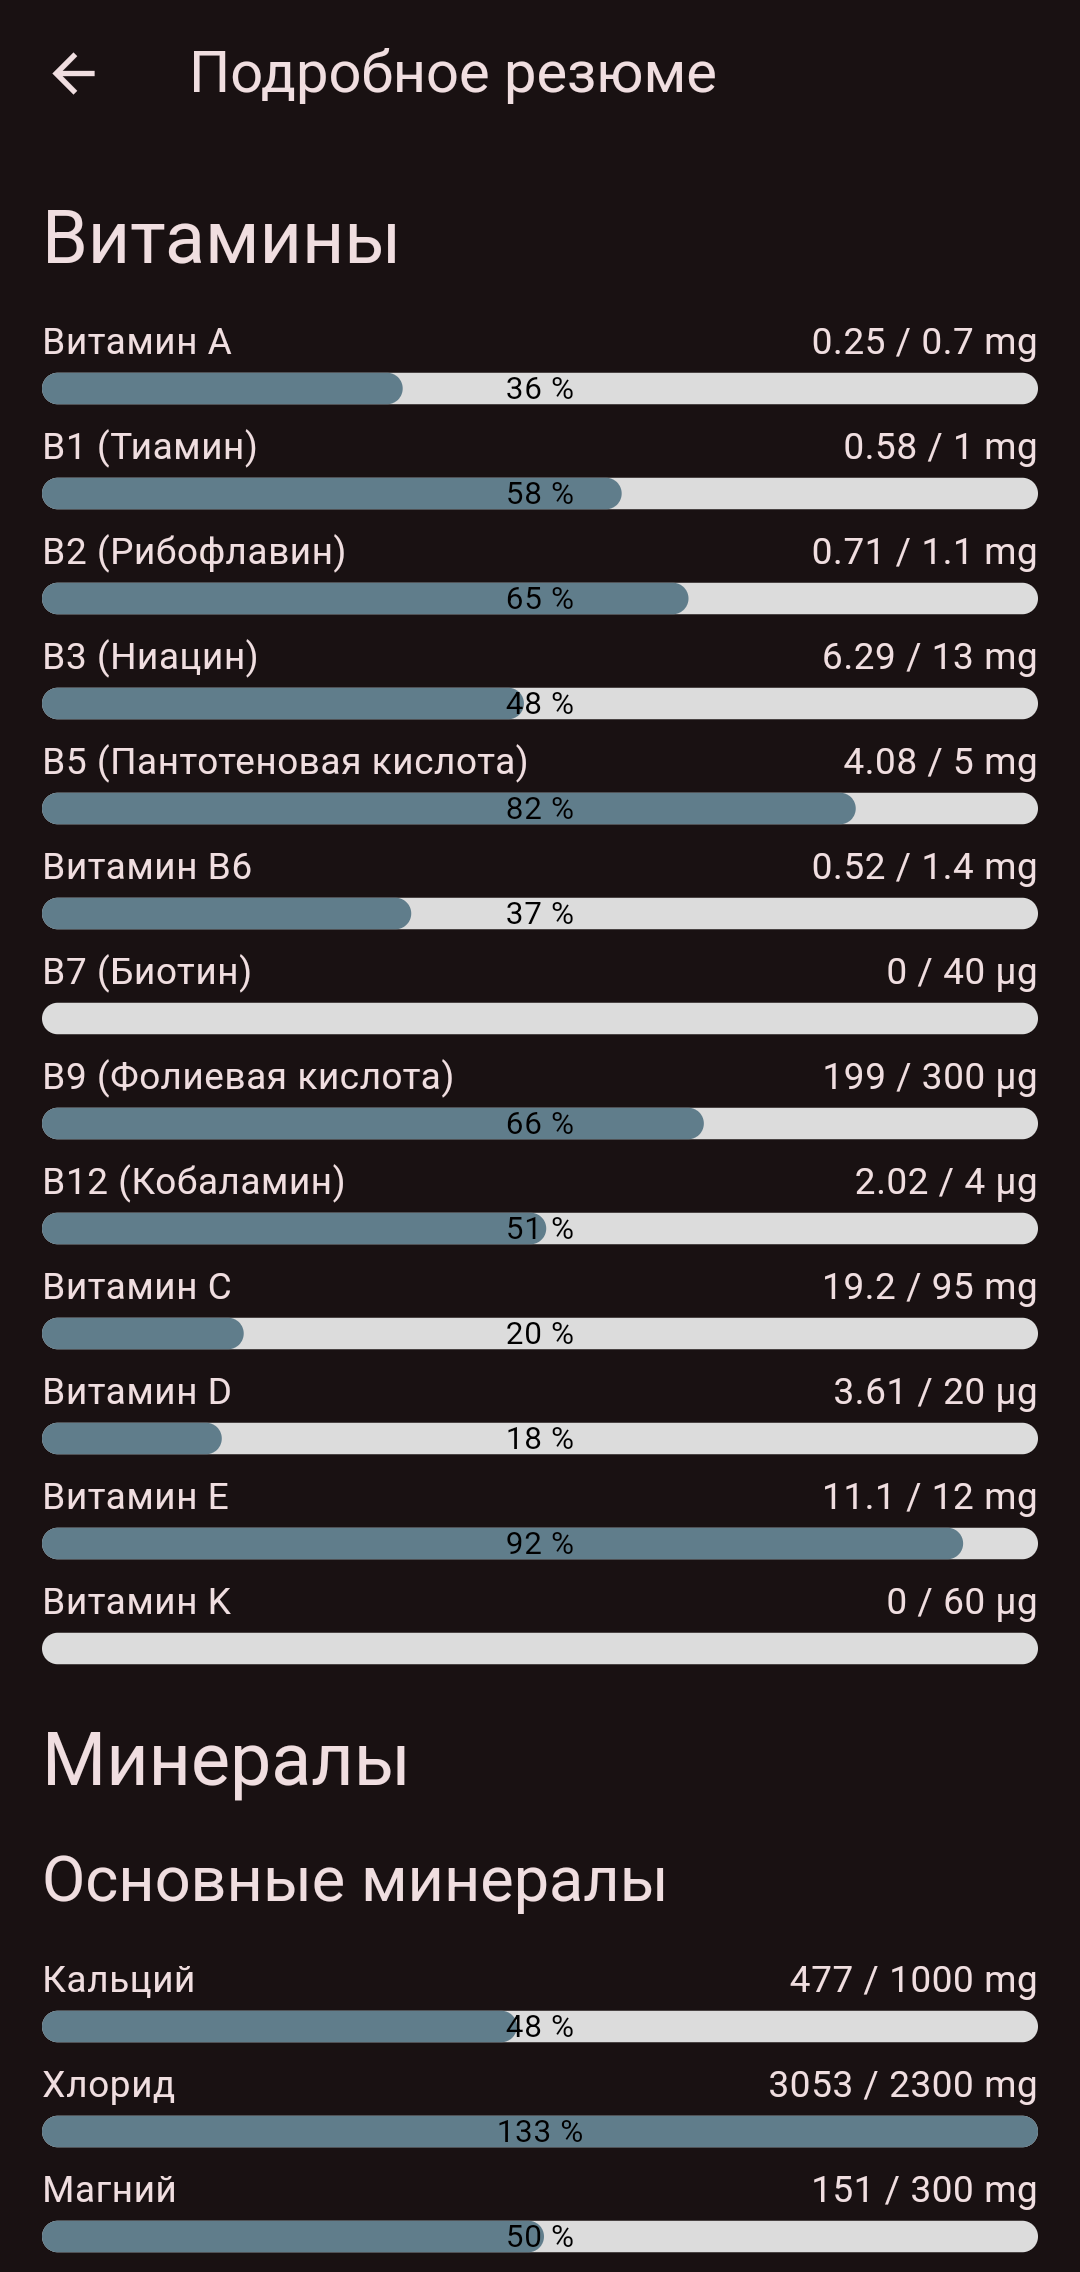 Подробное резюме
Витамины
Витамин A 0.25 / 0.7 mg
36 %
B1 (Тиамин) 0.58 / 1 mg
58 %
B2 (Рибофлавин) 0.71 / 1.1 mg
65 %
B3 (Ниацин) 6.29 / 13 mg
48 %
B5 (Пантотеновая кислота) 4.08 / 5 mg
82 %
Витамин B6 0.52 / 1.4 mg
37 %
B7 (Биотин) 0 / 40 µg
B9 (Фолиевая кислота) 199 / 300 µg
66 %
B12 (Кобаламин) 2.02 / 4 µg
51 %
Витамин C 19.2 / 95 mg
20 %
Витамин D 3.61 / 20 µg
18 %
Витамин E 11.1 / 12 mg
92 %
Витамин K 0 / 60 µg
Минералы
Основные минералы
Кальций 477 / 1000 mg
48 %
Хлорид 3053 / 2300 mg
133 %
Магний 151 / 300 mg
50 %